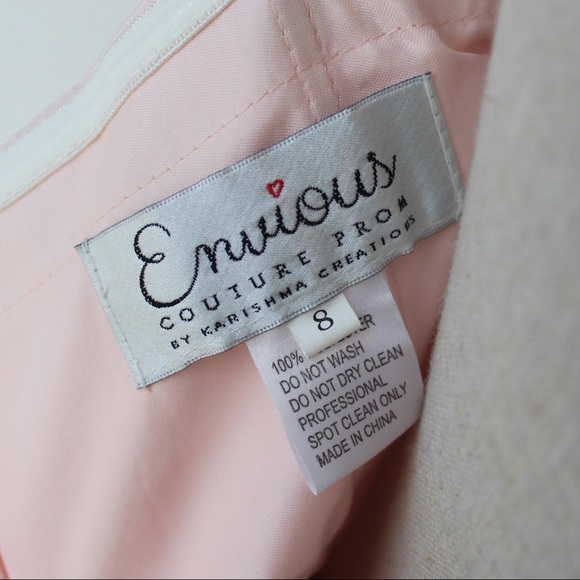 Envious
COUTURE PROM
BY KARISHMA CREATIONS
8
100%
DO NOT WASH
DO NOT DRY CLEAN
PROFESSIONAL
SPOT CLEAN ONLY
MADE IN CHINA